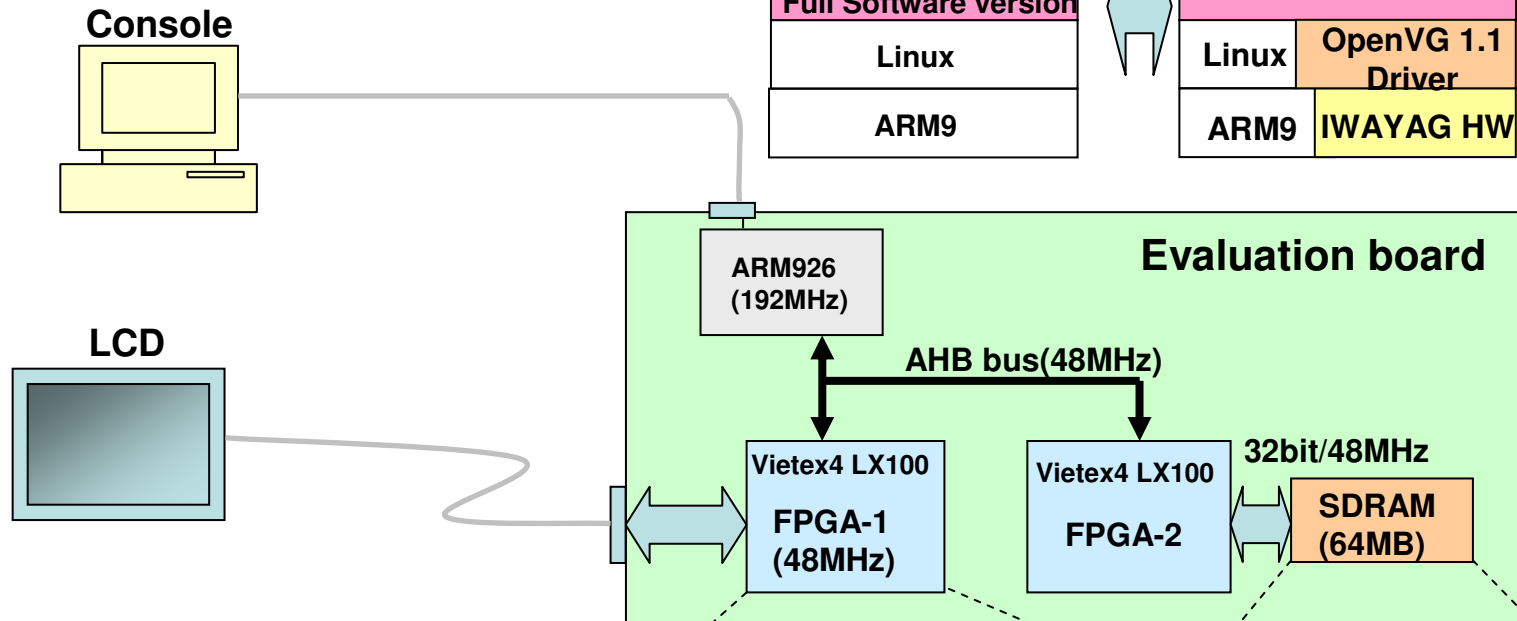 Console
Full Software version
Linux
ARM9
Linux
OpenVG 1.1
Driver
ARM9
IWAYAG HW
Evaluation board
ARM926
(192MHz)
LCD
AHB bus(48MHz)
Vietex4 LX100
FPGA-1
(48MHz)
Vietex4 LX100
FPGA-2
32bit/48MHz
SDRAM
(64MB)